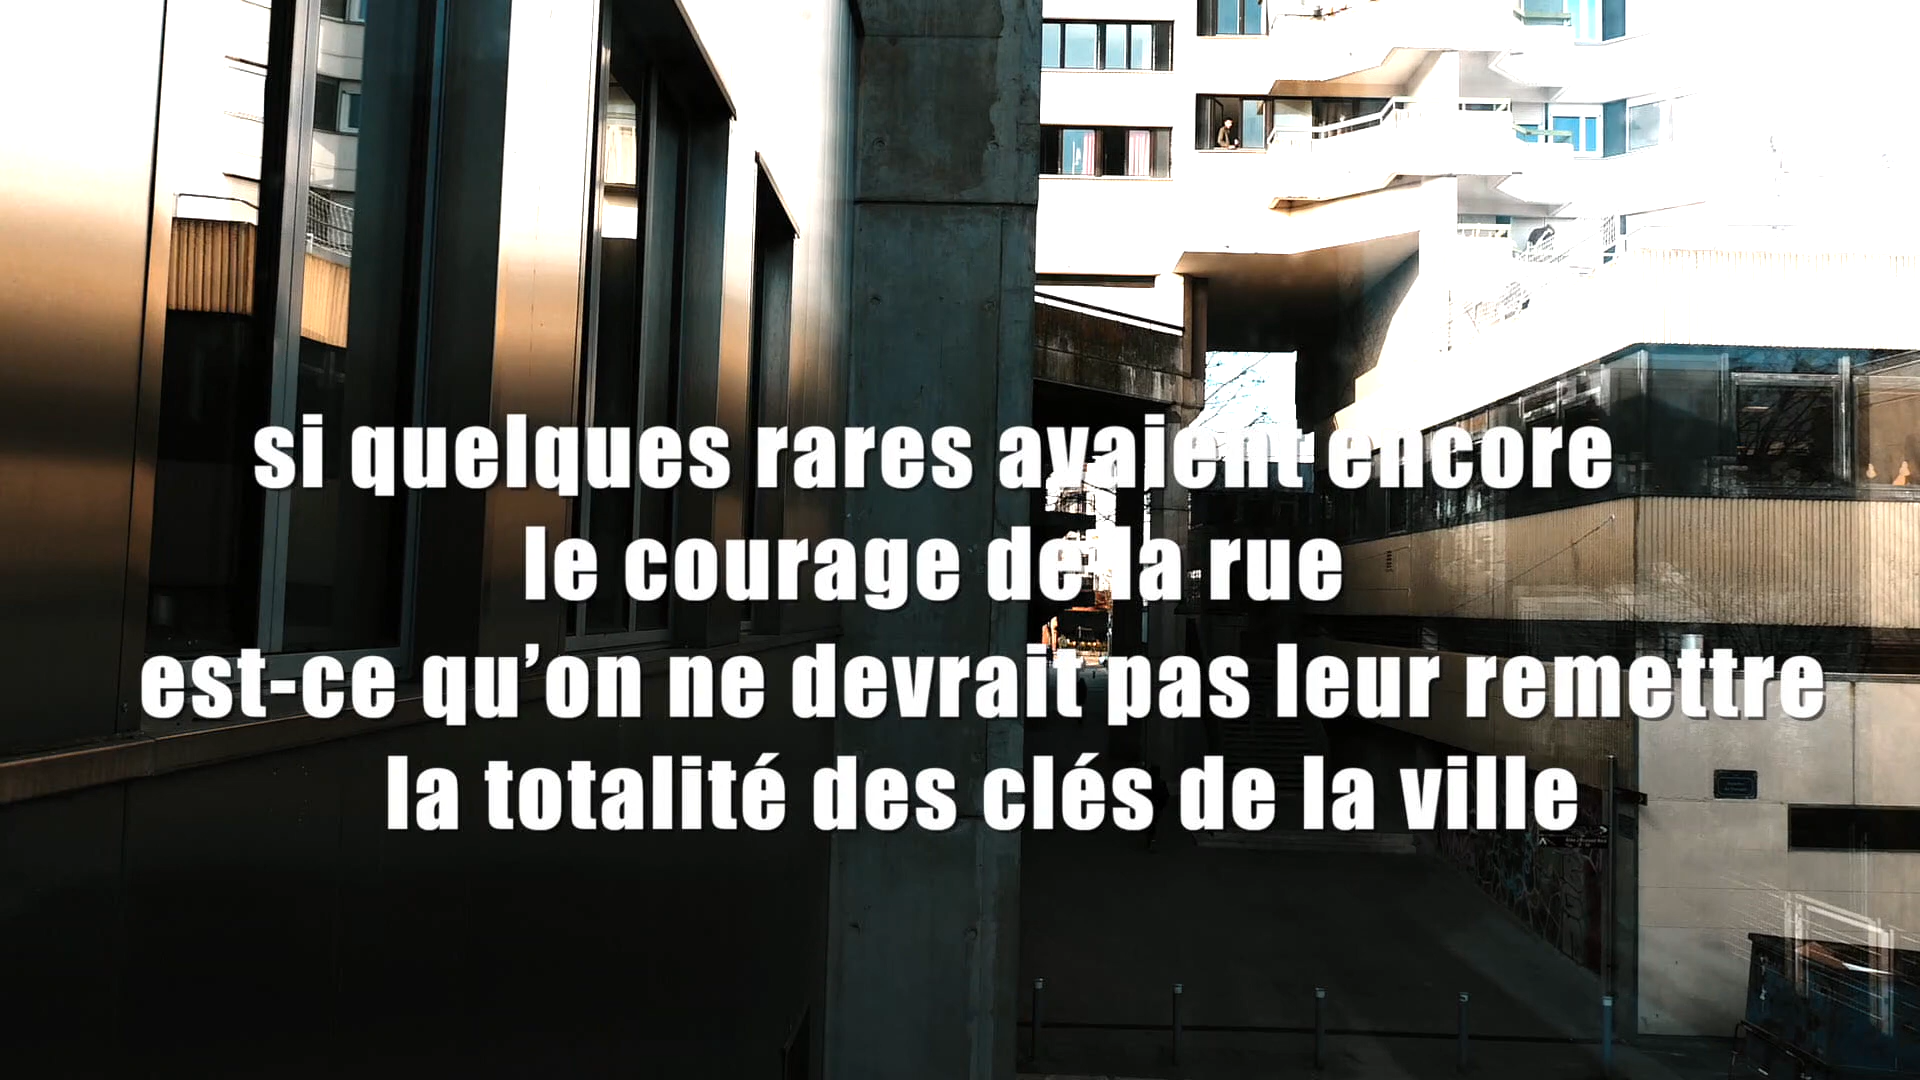 si quelques rares avaient encore
le courage de la rue
est-ce qu’on ne devrait pas leur remettre
la totalité des clés de la ville